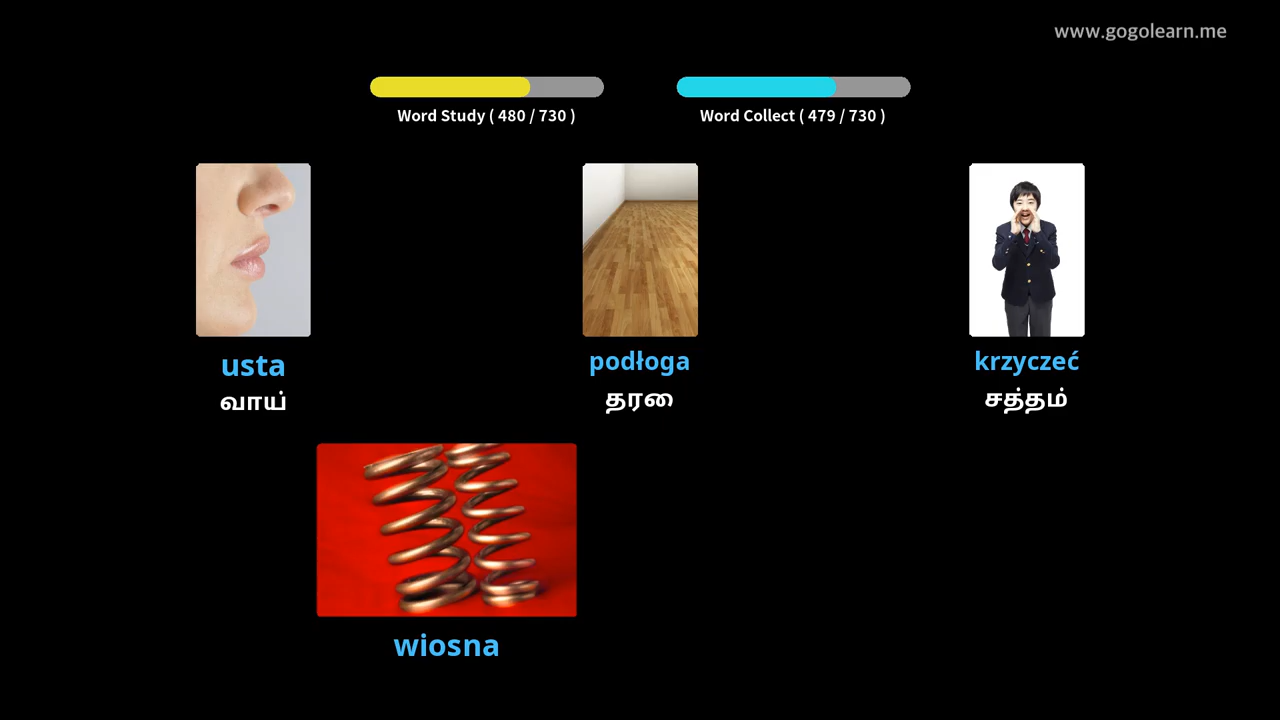 www.gogolearn.me
Word Study ( 480 / 730 )
Word Collect ( 479 / 730 )
usta
வாய்
podłoga
தரை
krzyczeć
சத்தம்
wiosna